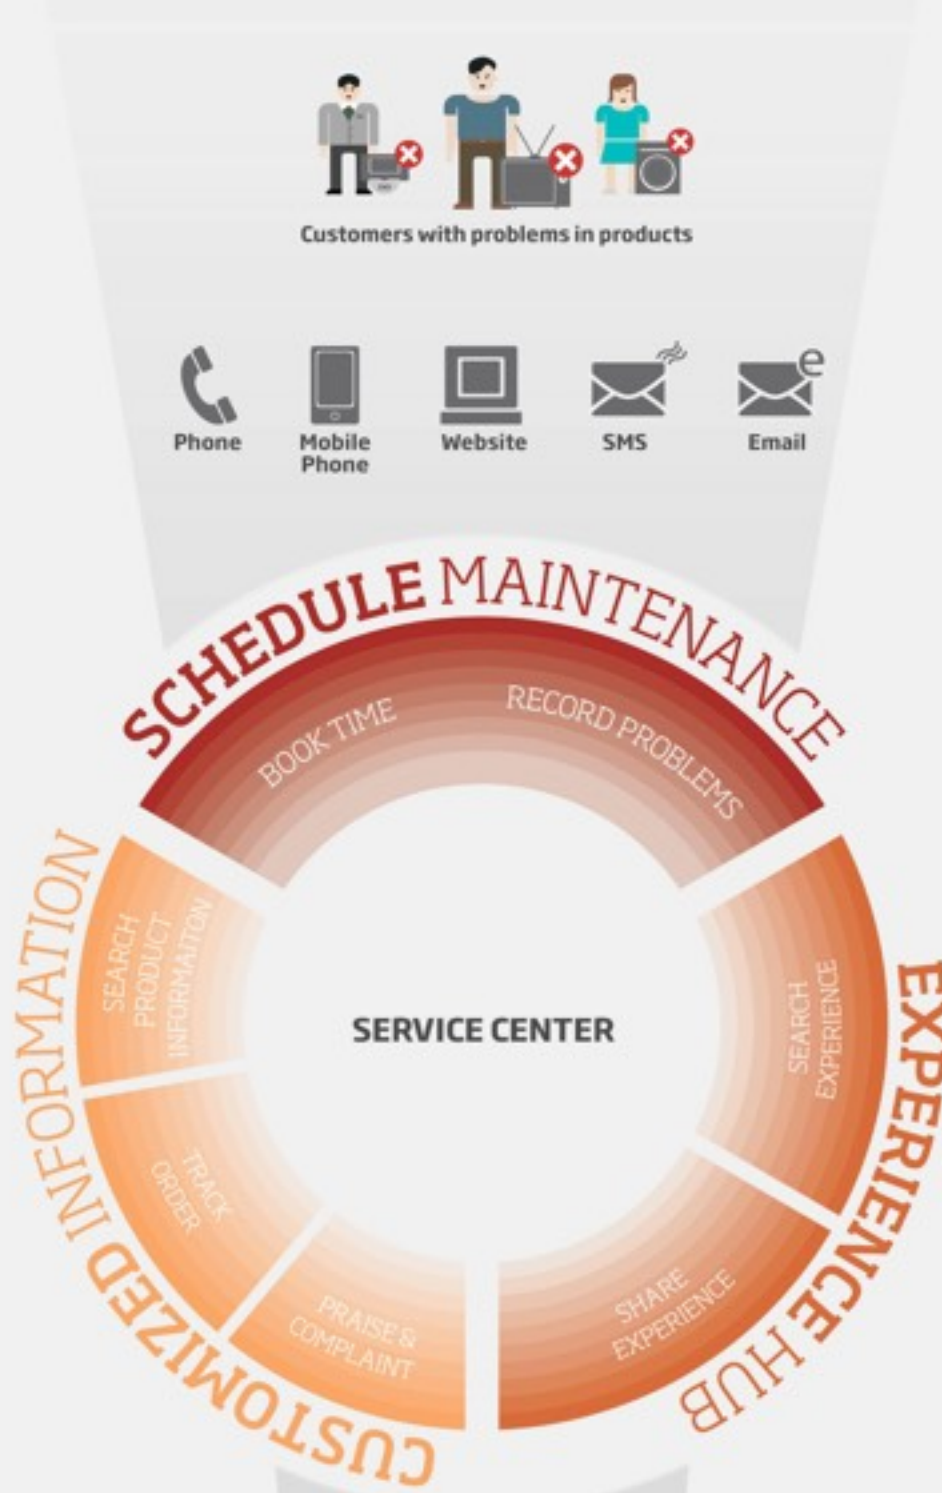 Customers with problems in products
Phone
Mobile
Phone
Website
SMS
Email
SCHEDULE MAINTENANCE
BOOK TIME
RECORD PROBLEMS
CUSTOMIZED INFORMATION
SEARCH
PRODUCT
INFORMAITON
TRACK
ORDER
PRAISE &
COMPLAINT
SERVICE CENTER
EXPERIENCE HUB
SEARCH
EXPERIENCE
SHARE
EXPERIENCE